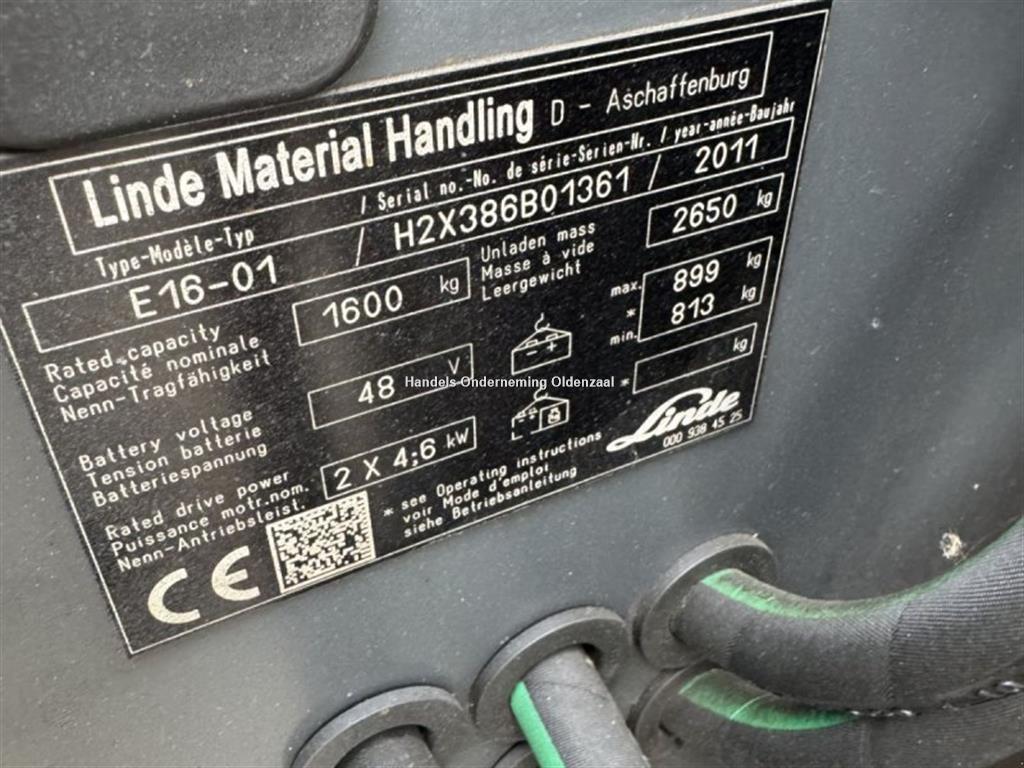 Linde Material Handling D - Aschaffenburg
Type-Modèle-Typ / Serial no.-No. de série-Serien-Nr. / year-année-Baujahr
E16-01 / H2X386B01361 / 2011
Rated capacity
Capacité nominale
Nenn-Tragfähigkeit
1600 kg
Unladen mass
Masse à vide
Leergewicht
2650 kg
Battery voltage
Tension batterie
Batteriespannung
48 V
- +
max. 899 kg
*
min. 813 kg
* kg
Rated drive power
Puissance motr.nom.
Nenn-Antriebsleist.
2 X 4;6 kW
* see Operating instructions
voir Mode d'emploi
siehe Betriebsanleitung
Linde
000 938 45 25
CE
Handels-Onderneming Oldenzaal